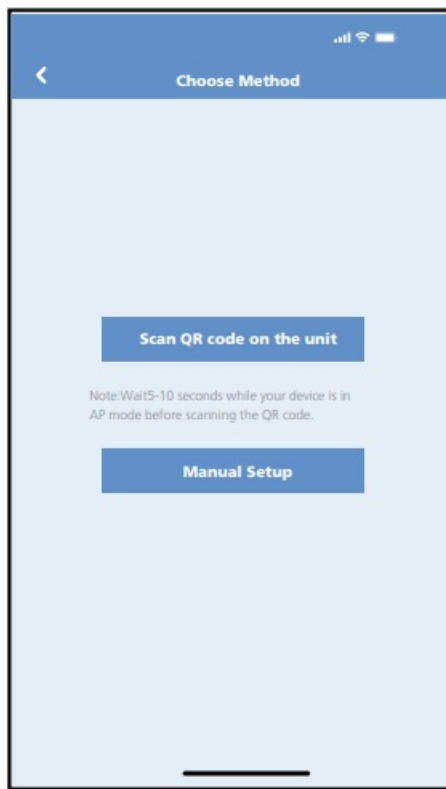 Choose Method
Scan QR code on the unit
Note:Wait5-10 seconds while your device is in
AP mode before scanning the QR code.
Manual Setup